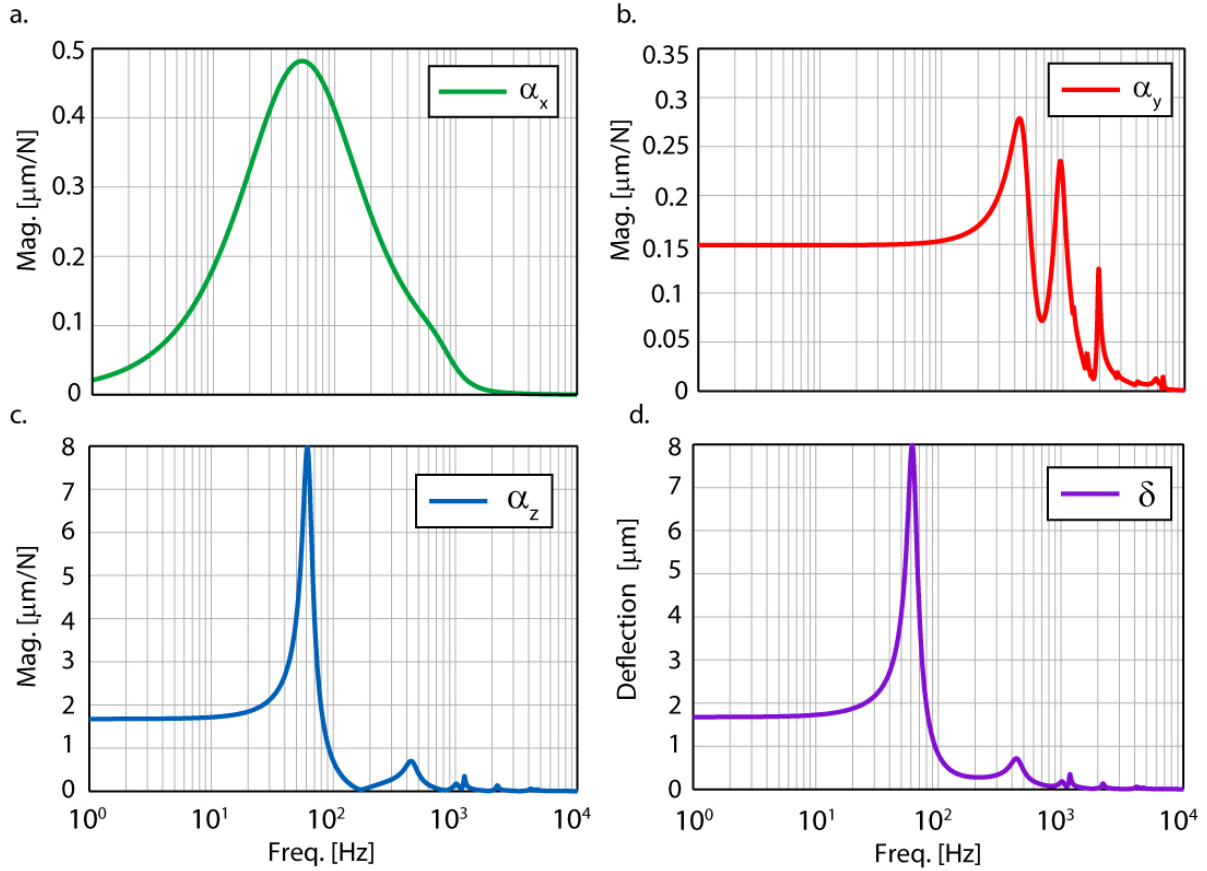 a.
0.5
0.4
0.3
0.2
0.1
0
Mag. [μm/N]
αx
b.
0.35
0.3
0.25
0.2
0.15
0.1
0.05
0
Mag. [μm/N]
αy
c.
8
7
6
5
4
3
2
1
0
Mag. [μm/N]
αz
10⁰ 10¹ 10² 10³ 10⁴
Freq. [Hz]
d.
8
7
6
5
4
3
2
1
0
Deflection [μm]
δ
10⁰ 10¹ 10² 10³ 10⁴
Freq. [Hz]